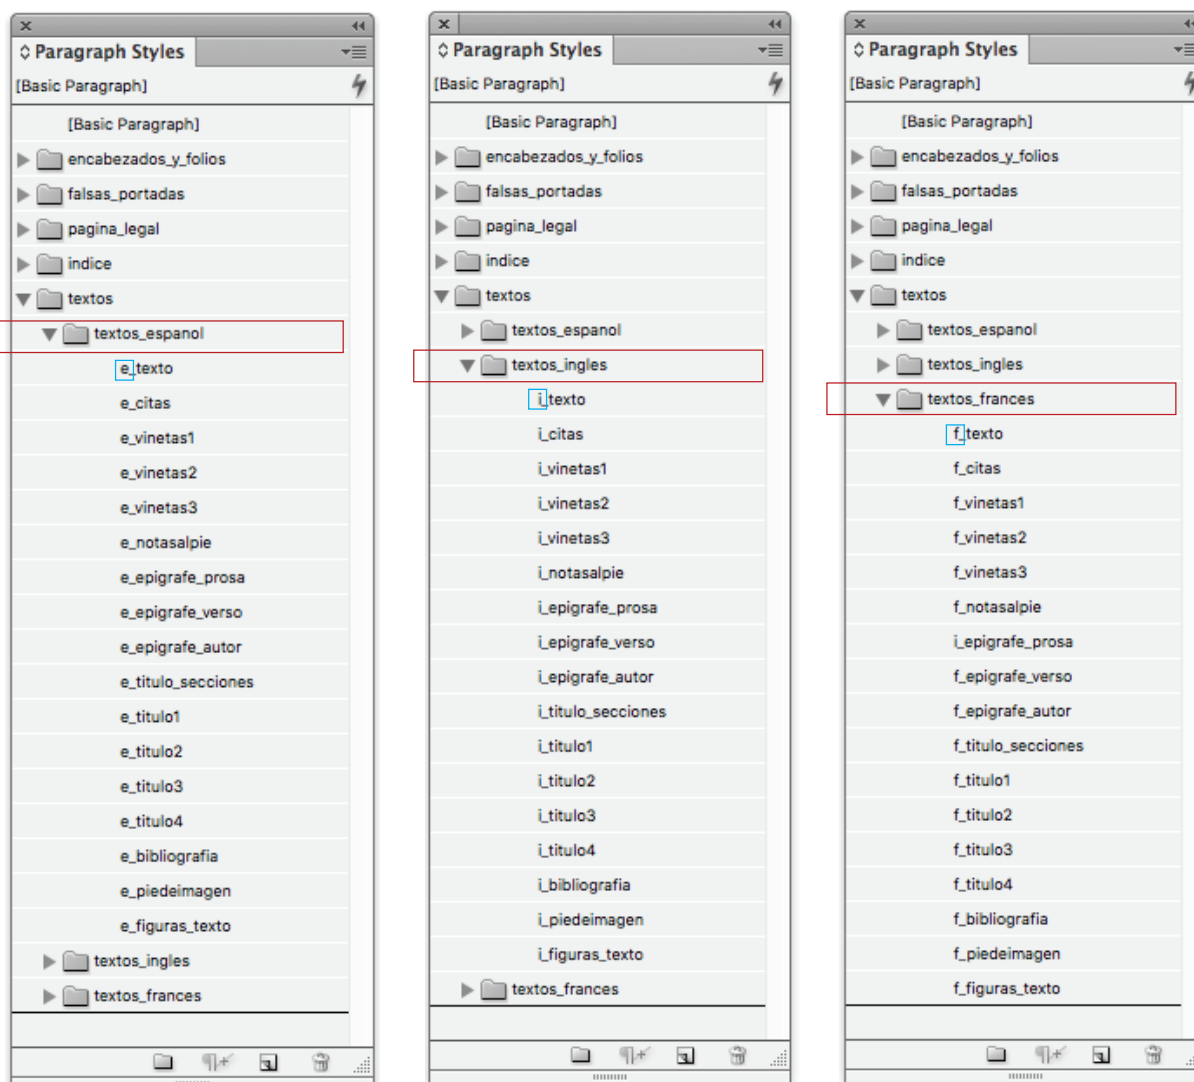 Paragraph Styles
[Basic Paragraph]
[Basic Paragraph]
encabezados_y_folios
falsas_portadas
pagina_legal
indice
textos
textos_espanol
e_texto
e_citas
e_vinetas1
e_vinetas2
e_vinetas3
e_notasalpie
e_epigrafe_prosa
e_epigrafe_verso
e_epigrafe_autor
e_titulo_secciones
e_titulo1
e_titulo2
e_titulo3
e_titulo4
e_bibliografia
e_piedeimagen
e_figuras_texto
textos_ingles
textos_frances
Paragraph Styles
[Basic Paragraph]
[Basic Paragraph]
encabezados_y_folios
falsas_portadas
pagina_legal
indice
textos
textos_espanol
textos_ingles
i_texto
i_citas
i_vinetas1
i_vinetas2
i_vinetas3
i_notasalpie
i_epigrafe_prosa
i_epigrafe_verso
i_epigrafe_autor
i_titulo_secciones
i_titulo1
i_titulo2
i_titulo3
i_titulo4
i_bibliografia
i_piedeimagen
i_figuras_texto
textos_frances
Paragraph Styles
[Basic Paragraph]
[Basic Paragraph]
encabezados_y_folios
falsas_portadas
pagina_legal
indice
textos
textos_espanol
textos_ingles
textos_frances
f_texto
f_citas
f_vinetas1
f_vinetas2
f_vinetas3
f_notasalpie
i_epigrafe_prosa
f_epigrafe_verso
f_epigrafe_autor
f_titulo_secciones
f_titulo1
f_titulo2
f_titulo3
f_titulo4
f_bibliografia
f_piedeimagen
f_figuras_texto